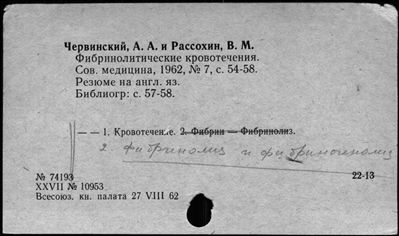 Червинский, А. А. и Рассохин, В. М.
Фибринолитические кровотечения.
Сов. медицина, 1962, № 7, с. 54-58.
Резюме на англ. яз.
Библиогр: с. 57-58.
— — 1. Кровотечение. 2. Фибрин — Фибринолиз.
2. Фибринолиз и фибриногенолиз
№ 74193
22-13
XXVII № 10953
Всесоюз. кн. палата 27 VIII 62